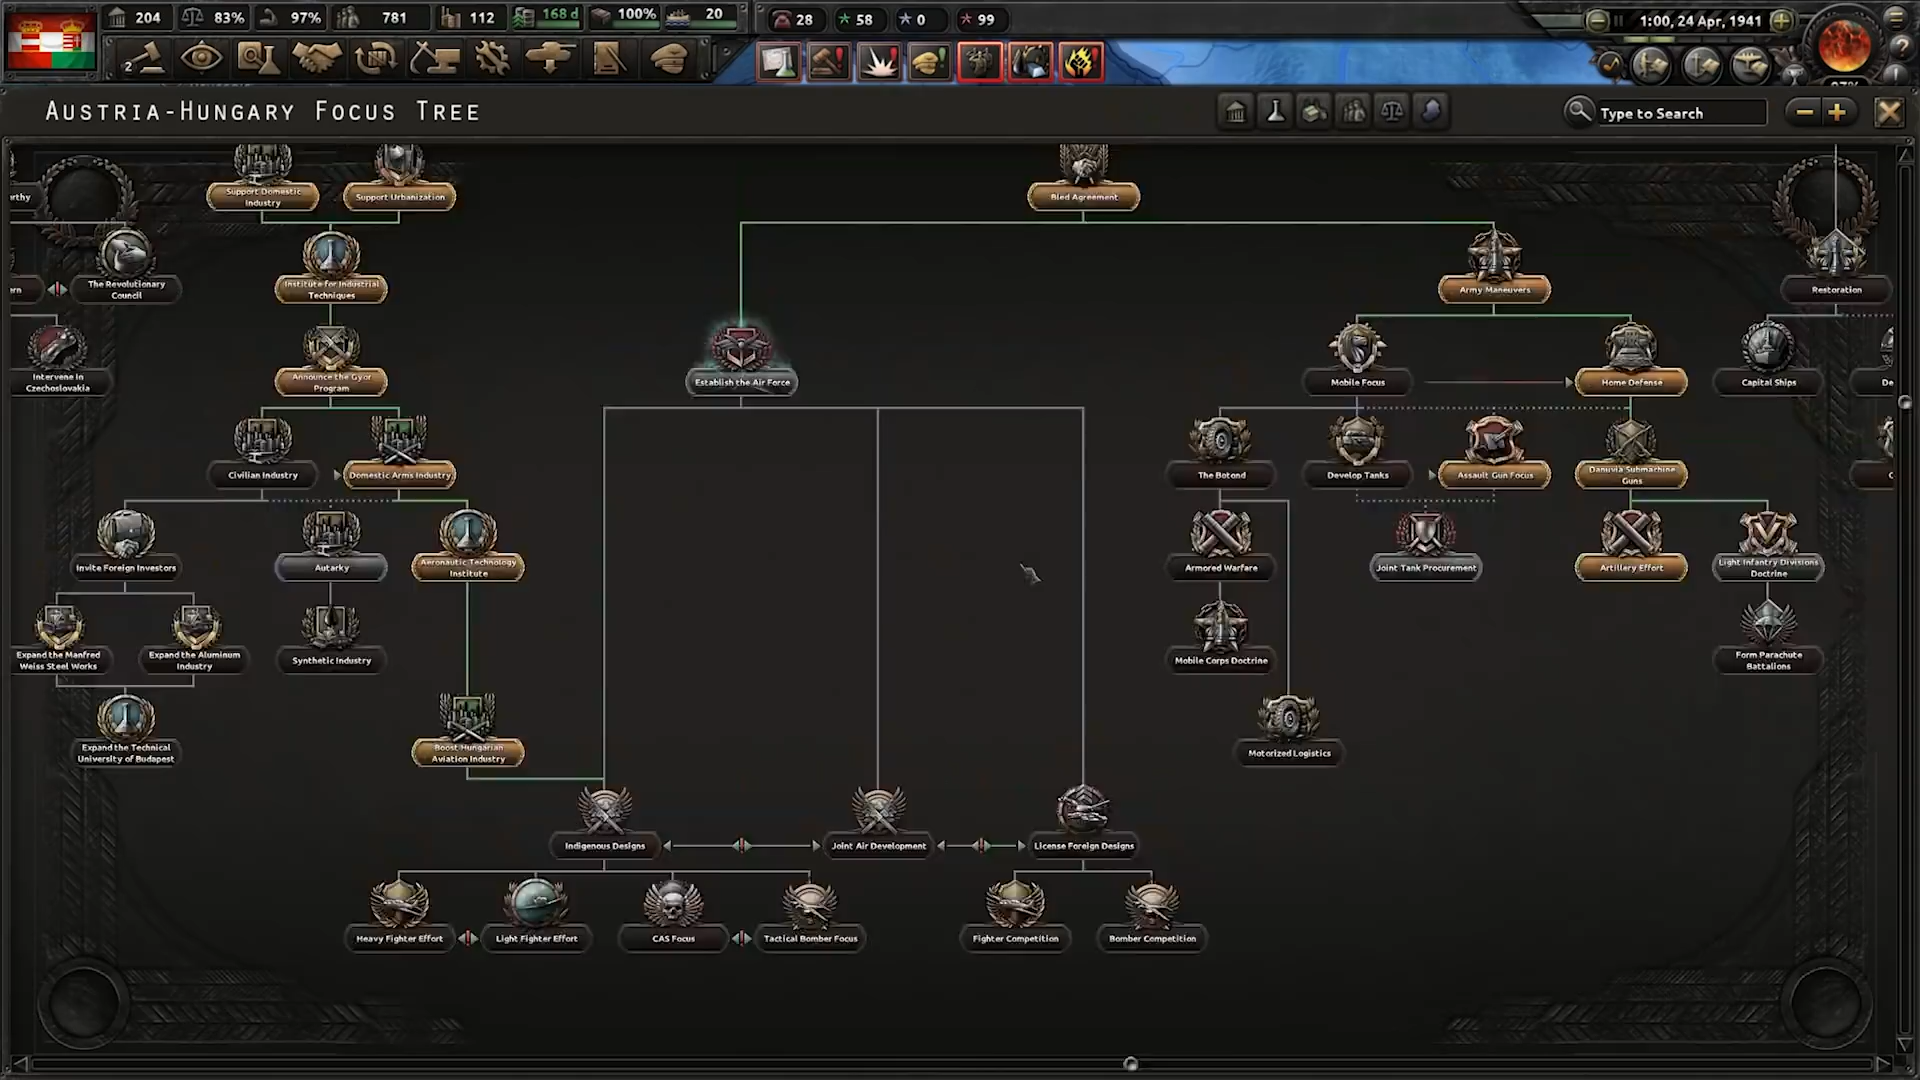 204
83%
97%
781
112
168 d
100%
20
28
58
0
99
1:00, 24 Apr, 1941
2
Austria-Hungary Focus Tree
Type to Search
Support Domestic
Industry
Support Urbanization
Bled Agreement
The Revolutionary
Council
Institute for Industrial
Techniques
Army Maneuvers
Restoration
Intervene in
Czechoslovakia
Announce the Gyor
Program
Establish the Air Force
Mobile Focus
Home Defense
Capital Ships
Civilian Industry
Domestic Arms Industry
The Botond
Develop Tanks
Assault Gun Focus
Danuvia Submachine
Guns
Invite Foreign Investors
Autarky
Aeronautic Technology
Institute
Armored Warfare
Joint Tank Procurement
Artillery Effort
Light Infantry Divisions
Doctrine
Expand the Manfred
Weiss Steel Works
Expand the Aluminum
Industry
Synthetic Industry
Mobile Corps Doctrine
Form Parachute
Battalions
Expand the Technical
University of Budapest
Boost Hungarian
Aviation Industry
Motorized Logistics
Indigenous Designs
Joint Air Development
License Foreign Designs
Heavy Fighter Effort
Light Fighter Effort
CAS Focus
Tactical Bomber Focus
Fighter Competition
Bomber Competition